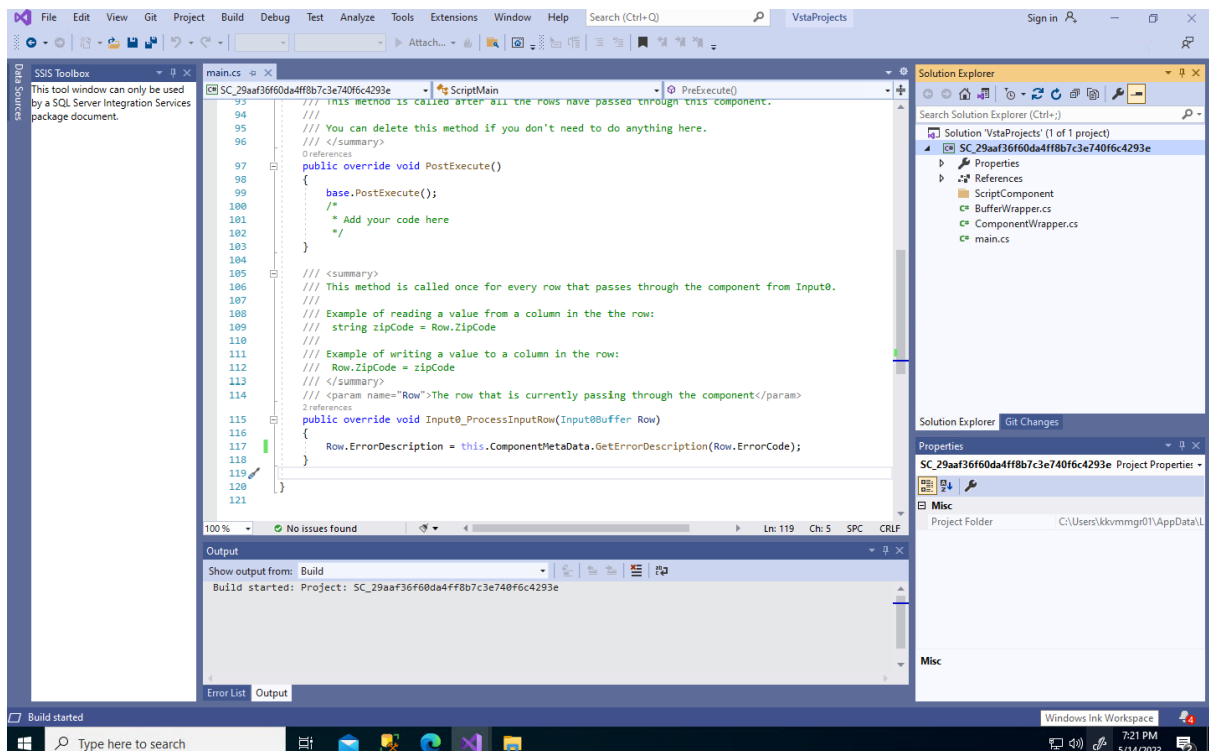 File Edit View Git Project Build Debug Test Analyze Tools Extensions Window Help Search (Ctrl+Q) VstaProjects Sign in
Attach...
Data Sources
SSIS Toolbox
This tool window can only be used
by a SQL Server Integration Services
package document.
main.cs
SC_29aaf36f60da4ff8b7c3e740f6c4293e ScriptMain PreExecute()
93 /// This method is called after all the rows have passed through this component.
94 ///
95 /// You can delete this method if you don't need to do anything here.
96 /// </summary>
0 references
97 public override void PostExecute()
98 {
99 base.PostExecute();
100 /*
101 * Add your code here
102 */
103 }
104
105 /// <summary>
106 /// This method is called once for every row that passes through the component from Input0.
107 ///
108 /// Example of reading a value from a column in the the row:
109 /// string zipCode = Row.ZipCode
110 ///
111 /// Example of writing a value to a column in the row:
112 /// Row.ZipCode = zipCode
113 /// </summary>
114 /// <param name="Row">The row that is currently passing through the component</param>
2 references
115 public override void Input0_ProcessInputRow(Input0Buffer Row)
116 {
117 Row.ErrorDescription = this.ComponentMetaData.GetErrorDescription(Row.ErrorCode);
118 }
119
120 }
121
100 % No issues found Ln: 119 Ch: 5 SPC CRLF
Output
Show output from: Build
Build started: Project: SC_29aaf36f60da4ff8b7c3e740f6c4293e
Error List Output
Solution Explorer
Search Solution Explorer (Ctrl+;)
Solution 'VstaProjects' (1 of 1 project)
SC_29aaf36f60da4ff8b7c3e740f6c4293e
Properties
References
ScriptComponent
C# BufferWrapper.cs
C# ComponentWrapper.cs
C# main.cs
Solution Explorer Git Changes
Properties
SC_29aaf36f60da4ff8b7c3e740f6c4293e Project Properties
Misc
Project Folder C:\Users\kkvmmgr01\AppData\L
Misc
Build started
Windows Ink Workspace
4
Type here to search
7:21 PM
5/14/2023